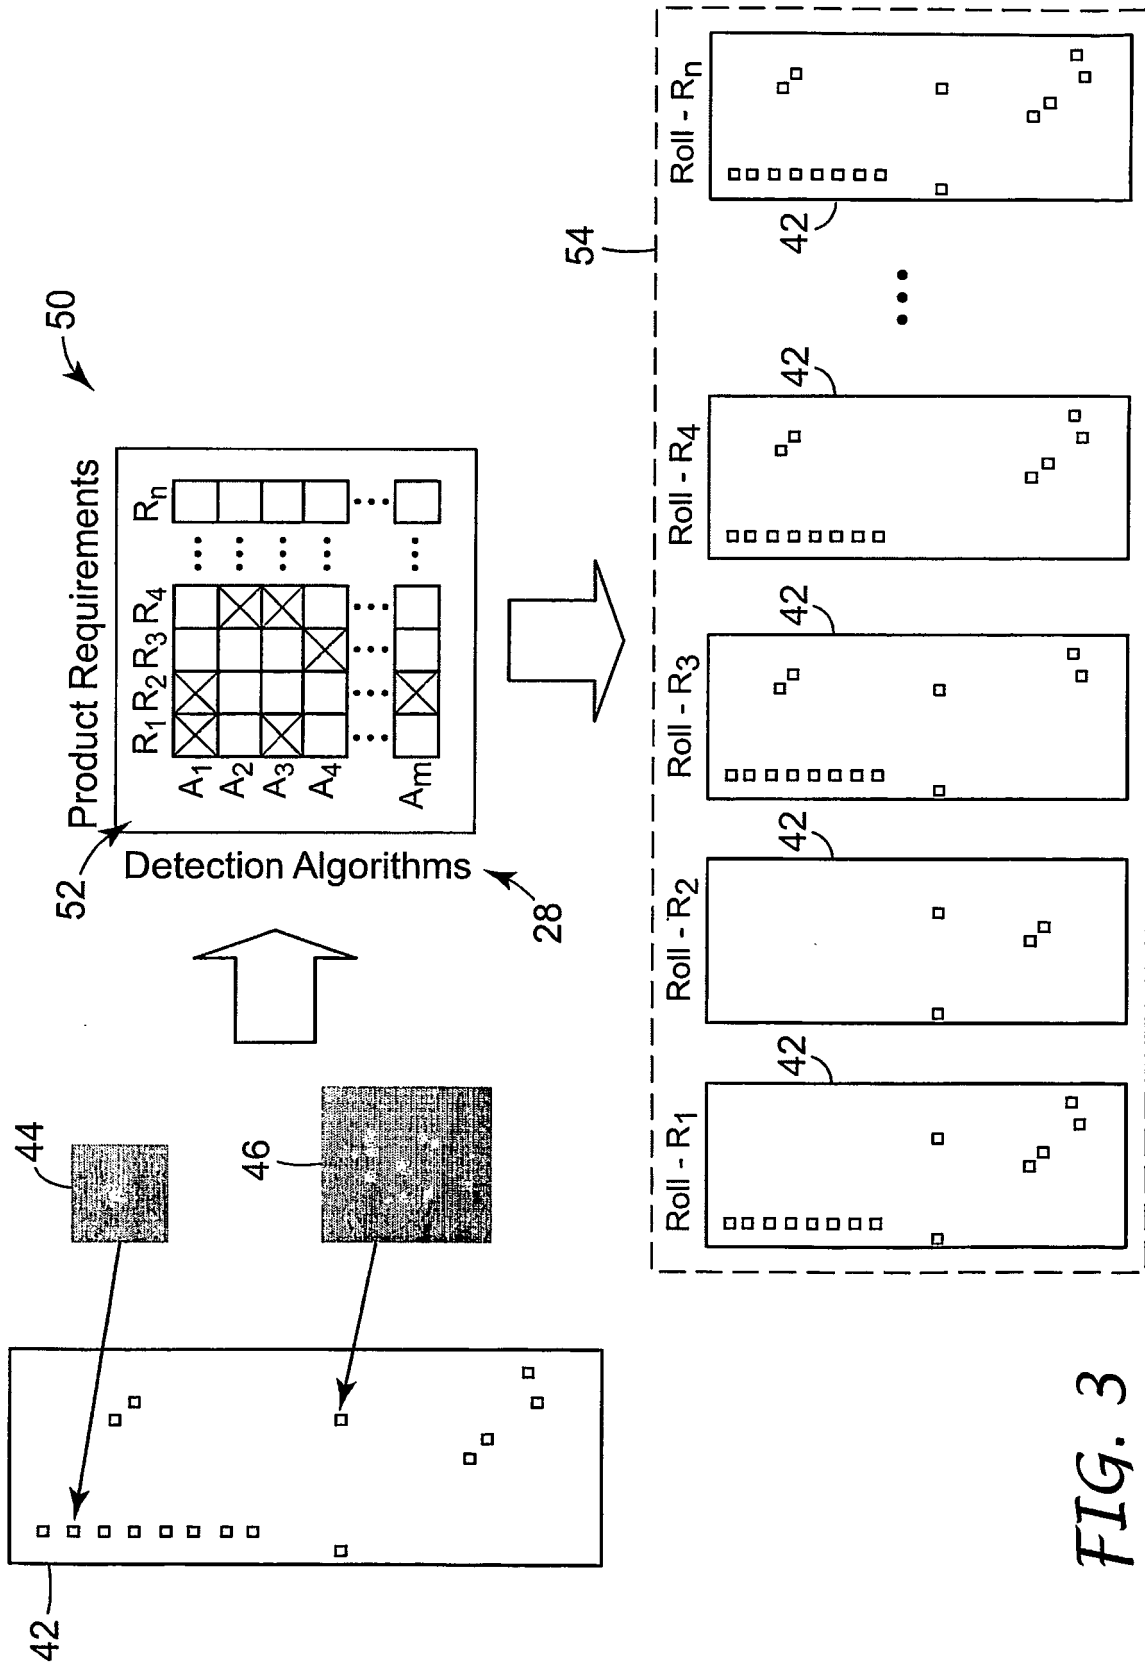 50
Product Requirements
52
R1 R2 R3 R4 ••• Rn
A1
A2
A3
A4
Am
Detection Algorithms
28
42
44
46
54
Roll - R1
42
Roll - R2
42
Roll - R3
42
Roll - R4
42
•••
Roll - Rn
42
FIG. 3